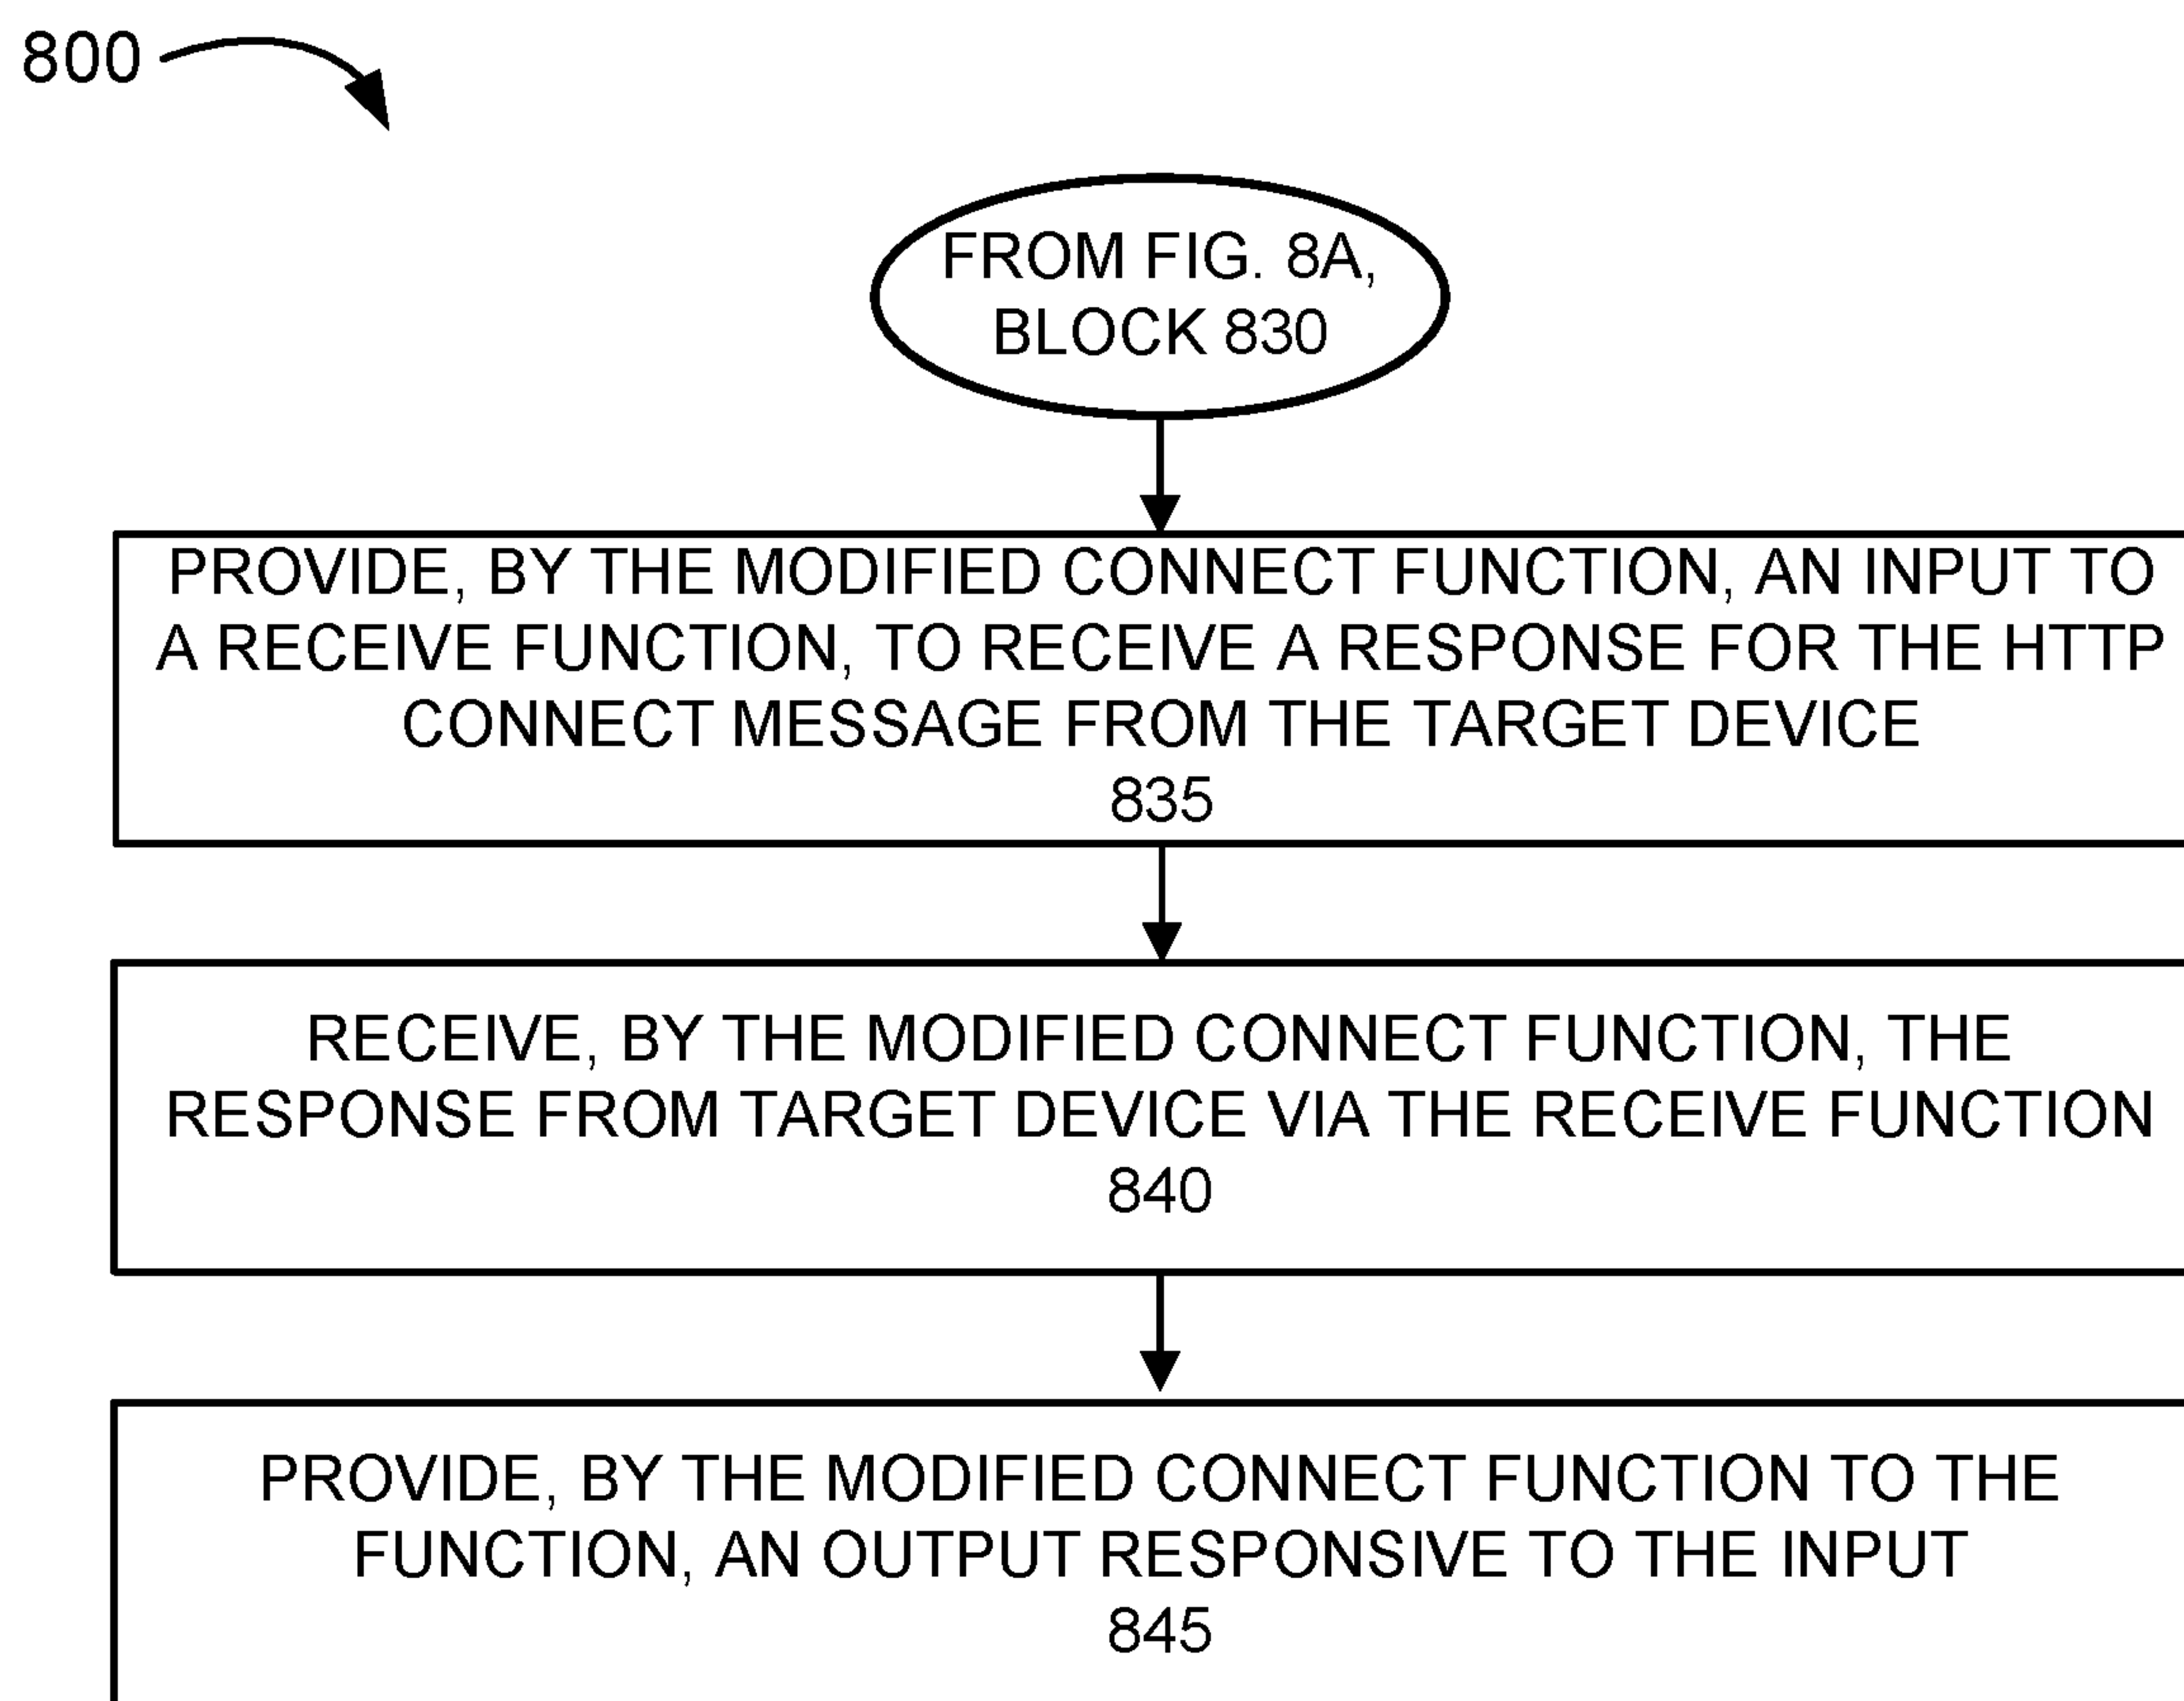 800
FROM FIG. 8A,
BLOCK 830
PROVIDE, BY THE MODIFIED CONNECT FUNCTION, AN INPUT TO
A RECEIVE FUNCTION, TO RECEIVE A RESPONSE FOR THE HTTP
CONNECT MESSAGE FROM THE TARGET DEVICE
835
RECEIVE, BY THE MODIFIED CONNECT FUNCTION, THE
RESPONSE FROM TARGET DEVICE VIA THE RECEIVE FUNCTION
840
PROVIDE, BY THE MODIFIED CONNECT FUNCTION TO THE
FUNCTION, AN OUTPUT RESPONSIVE TO THE INPUT
845